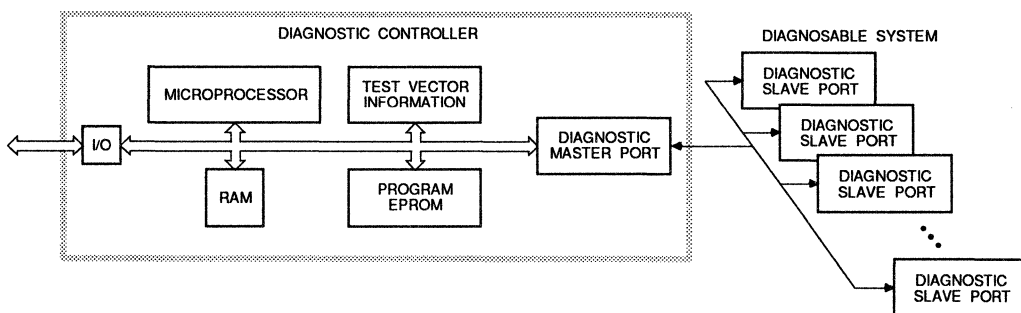 DIAGNOSTIC CONTROLLER
DIAGNOSABLE SYSTEM
MICROPROCESSOR
TEST VECTOR
INFORMATION
I/O
RAM
PROGRAM
EPROM
DIAGNOSTIC
MASTER PORT
DIAGNOSTIC
SLAVE PORT
DIAGNOSTIC
SLAVE PORT
DIAGNOSTIC
SLAVE PORT
DIAGNOSTIC
SLAVE PORT